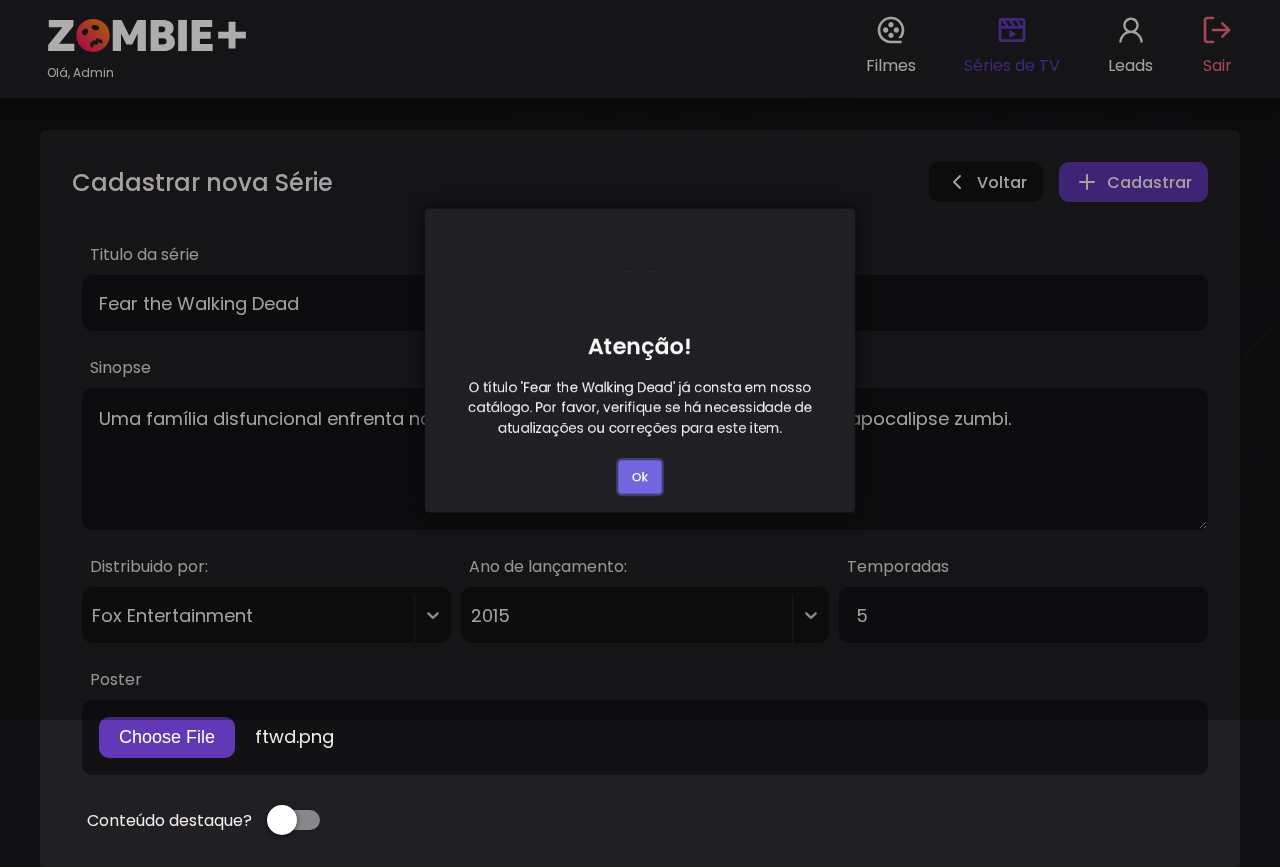 ZOMBIE+
Olá, Admin
Filmes
Séries de TV
Leads
Sair
Cadastrar nova Série
Voltar
Cadastrar
Titulo da série
Fear the Walking Dead
Sinopse
Uma família disfuncional enfrenta
apocalipse zumbi.
Atenção!
O título 'Fear the Walking Dead' já consta em nosso
catálogo. Por favor, verifique se há necessidade de
atualizações ou correções para este item.
Ok
Distribuido por:
Ano de lançamento:
Temporadas
Fox Entertainment
2015
5
Poster
Choose File
ftwd.png
Conteúdo destaque?